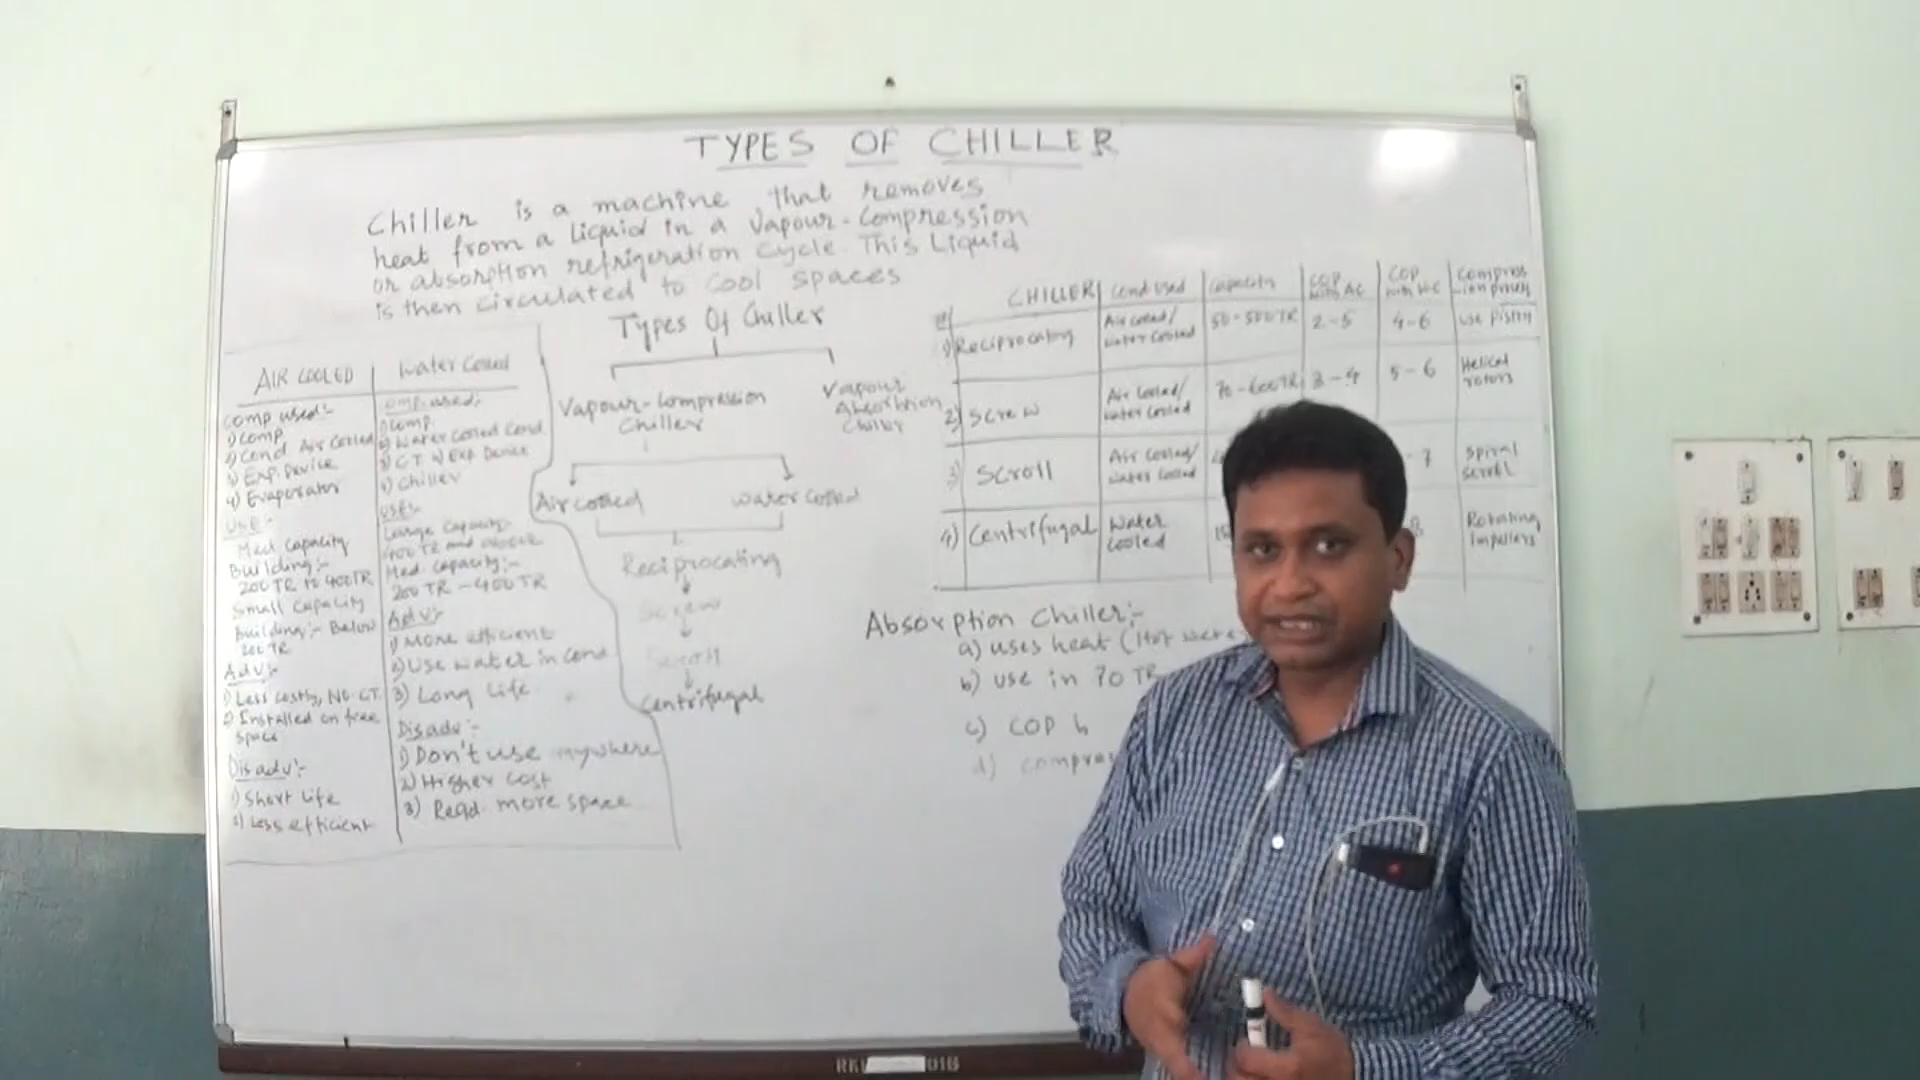 TYPES OF CHILLER
Chiller is a machine that removes
heat from a liquid in a vapour-compression
or absorption refrigeration cycle. This Liquid
is then circulated to cool spaces
Types Of Chiller
Vapour-Compression
Chiller
Vapour
Absorbtion
Chiller
Air cooled
Water cooled
Reciprocating
Screw
Scroll
Centrifugal
AIR COOLED
Comp used:-
1) Comp
2) Cond Air Cooled
3) Exp. Device
4) Evaporator
Use:-
Med. Capacity
Building:-
200 TR to 400 TR
Small Capacity
Building:- Below
200 TR
Adv:-
1) Less costly, No C.T.
2) Installed on free
space
Disadv:-
1) Short life
2) Less efficient
Water Cooled
Comp. used:-
1) Comp.
2) Water Cooled Cond
3) CT 4) Exp. Device
Chiller
Use:-
Large Capacity:-
400 TR and above
Med. capacity:-
200 TR - 400 TR
Adv:-
1) More efficient
2) Use water in cond
3) Long Life
Disadv:-
1) Don't use anywhere
2) Higher cost
3) Reqd. more space
CHILLER Cond Used Capacity COP with AC COP with WC Compress
1) Reciprocating Air cooled/ Water cooled 50-500TR 2-5 4-6 use piston
2) Screw Air cooled/ Water cooled 70-600TR 3-4 5-6 Helical rotors
3) Scroll Air cooled/ Water cooled - 7 Spiral scroll
4) Centrifugal Water cooled 8 Rotating Impellers
Absorption Chiller:-
a) uses heat (Hot water
b) use in 70 TR
c) COP
d) compres